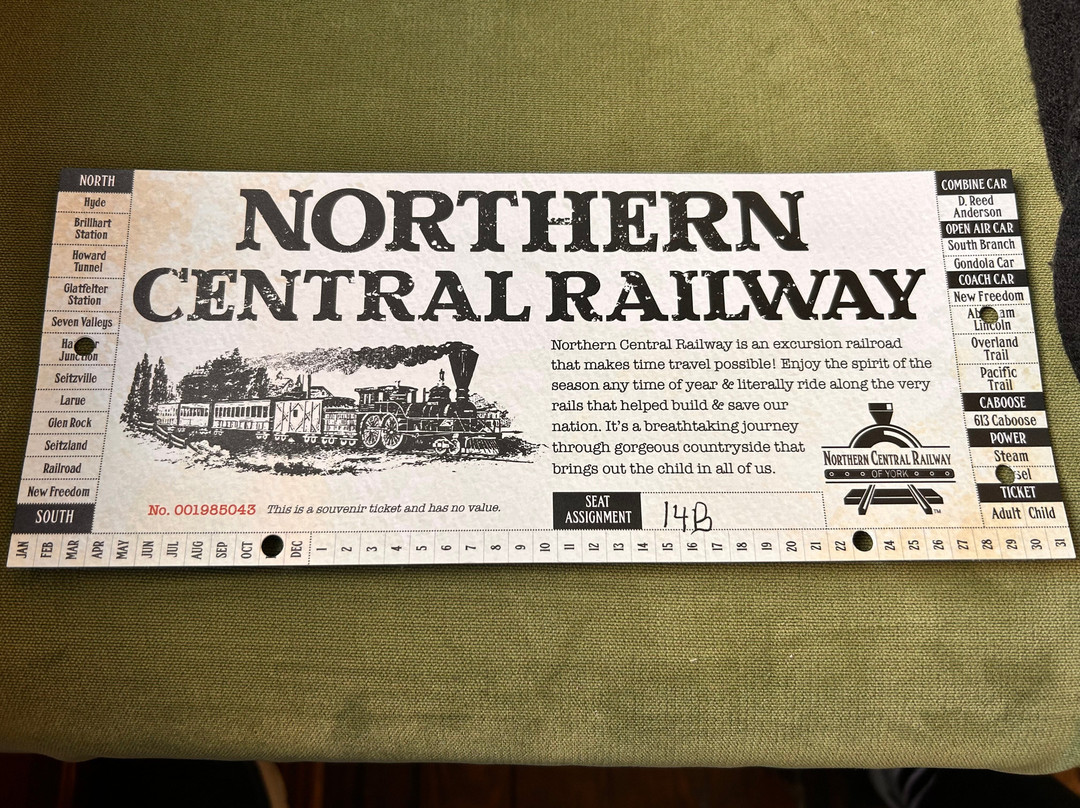 NORTH
Hyde
Brillhart
Station
Howard
Tunnel
Glatfelter
Station
Seven Valleys
Junction
Seitzville
Larue
Glen Rock
Seitzland
Railroad
New Freedom
SOUTH
NORTHERN
CENTRAL RAILWAY
Northern Central Railway is an excursion railroad
that makes time travel possible! Enjoy the spirit of the
season any time of year & literally ride along the very
rails that helped build & save our
nation. It's a breathtaking journey
through gorgeous countryside that
brings out the child in all of us.
NORTHERN CENTRAL RAILWAY
OF YORK
TM
No. 001985043 This is a souvenir ticket and has no value.
SEAT
ASSIGNMENT
14B
COMBINE CAR
D. Reed
Anderson
OPEN AIR CAR
South Branch
Gondola Car
COACH CAR
New Freedom
Lincoln
Overland
Trail
Pacific
Trail
CABOOSE
613 Caboose
POWER
Steam
TICKET
Adult Child
JAN FEB MAR APR MAY JUN JUL AUG SEP OCT DEC 1 2 3 4 5 6 7 8 9 10 11 12 13 14 15 16 17 18 19 20 21 22 24 25 26 27 28 29 30 31